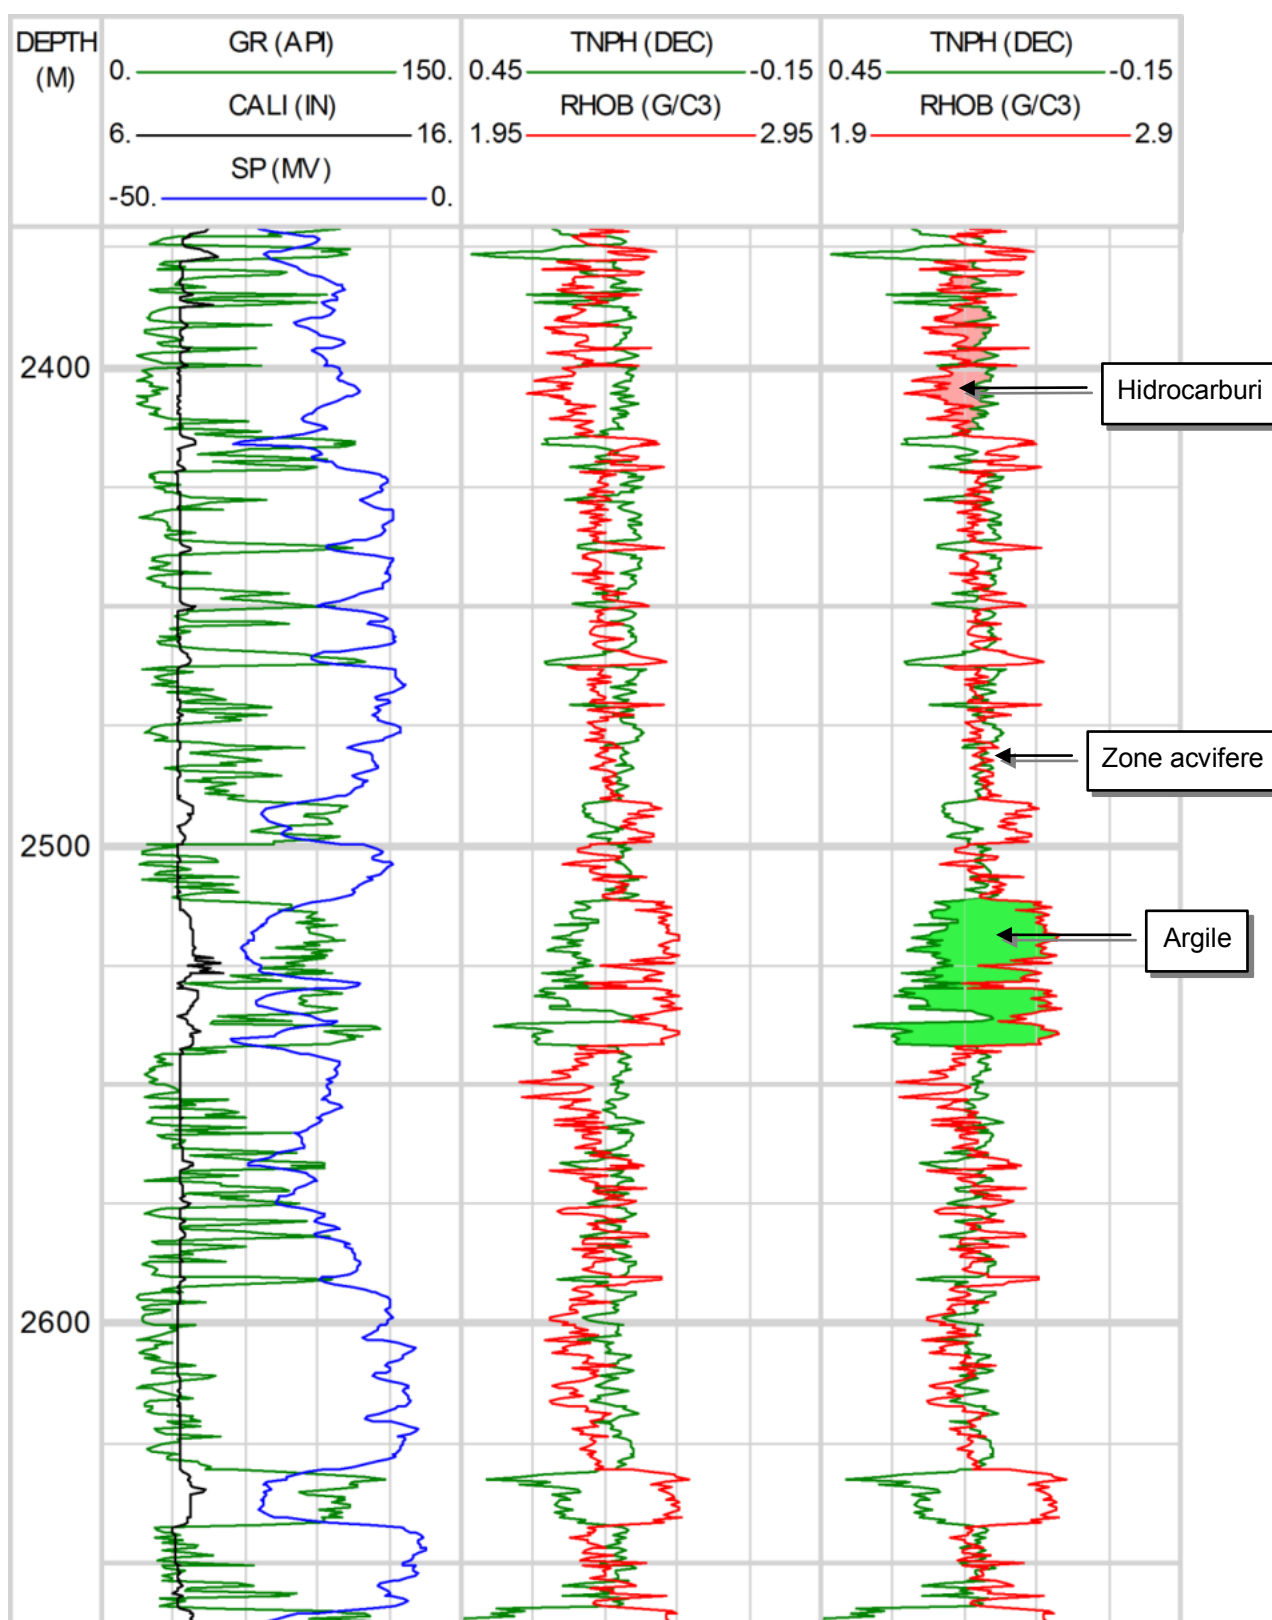 DEPTH
(M)
GR (API)
0. 150.
CALI (IN)
6. 16.
SP (MV)
-50. 0.
TNPH (DEC)
0.45 -0.15
RHOB (G/C3)
1.95 2.95
TNPH (DEC)
0.45 -0.15
RHOB (G/C3)
1.9 2.9
2400
Hidrocarburi
Zone acvifere
2500
Argile
2600